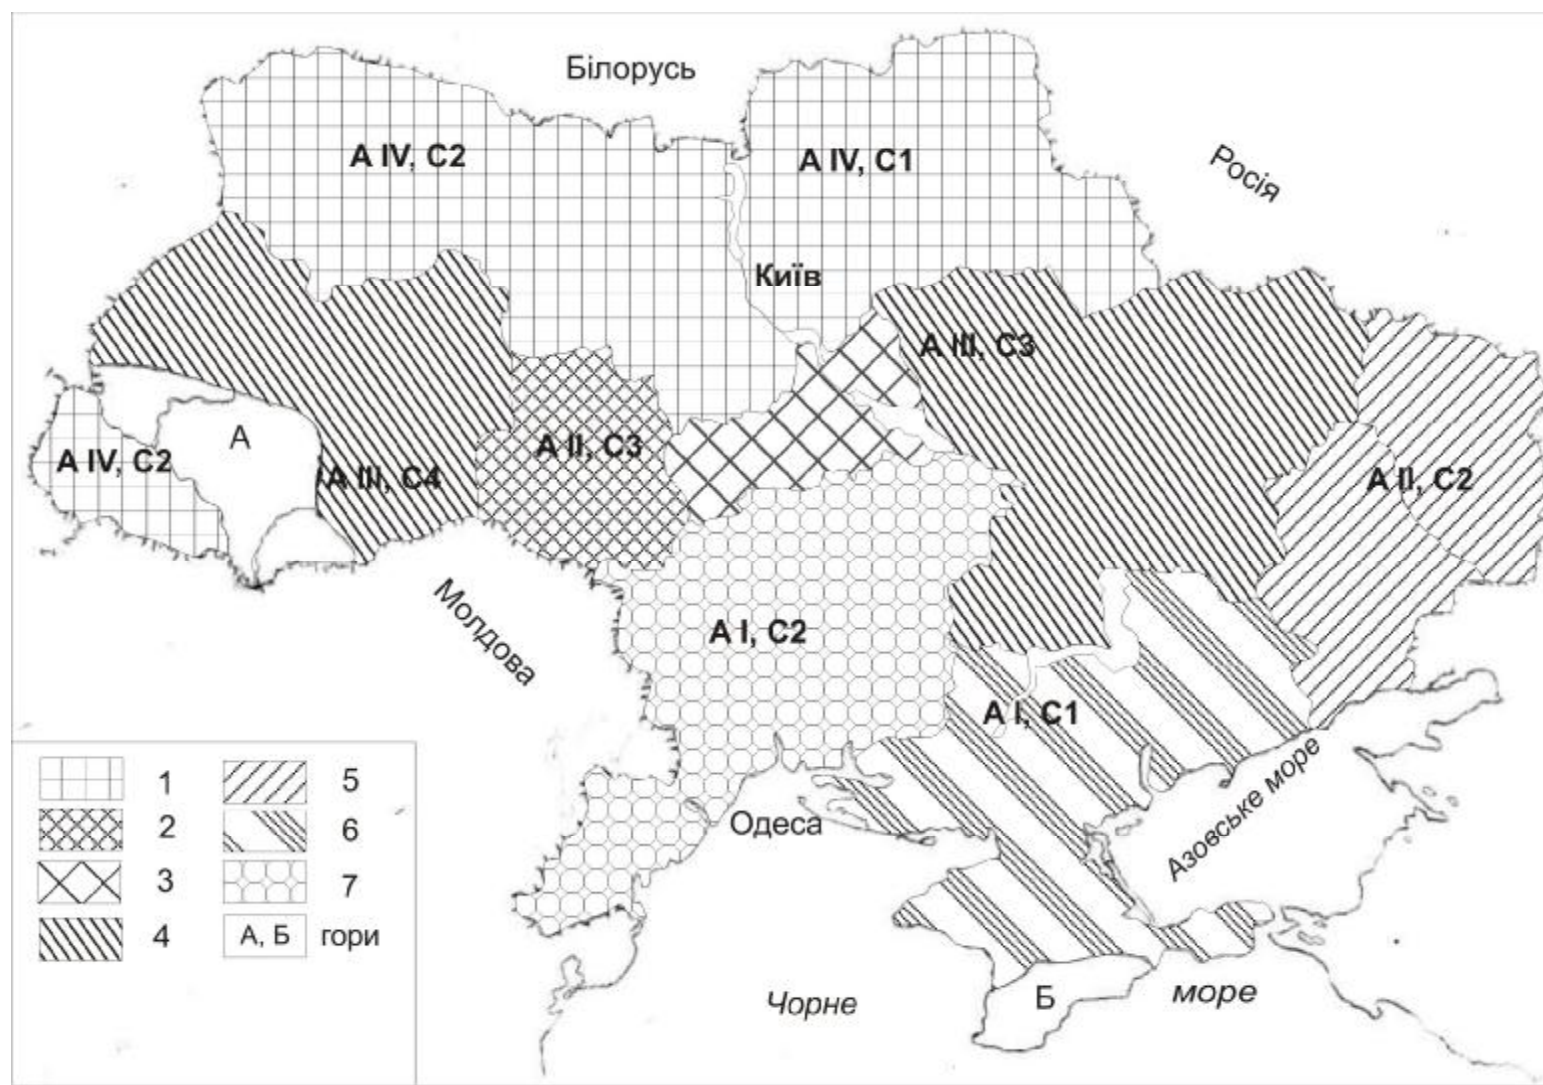 Білорусь
A IV, C2
A IV, C1
Росія
Київ
A III, C3
A
A II, C3
A IV, C2
A IIi, C4
A II, C2
Молдова
A I, C2
A I, C1
Одеса
Азовське море
Чорне
море
Б
1
5
2
6
3
7
4
А, Б
гори